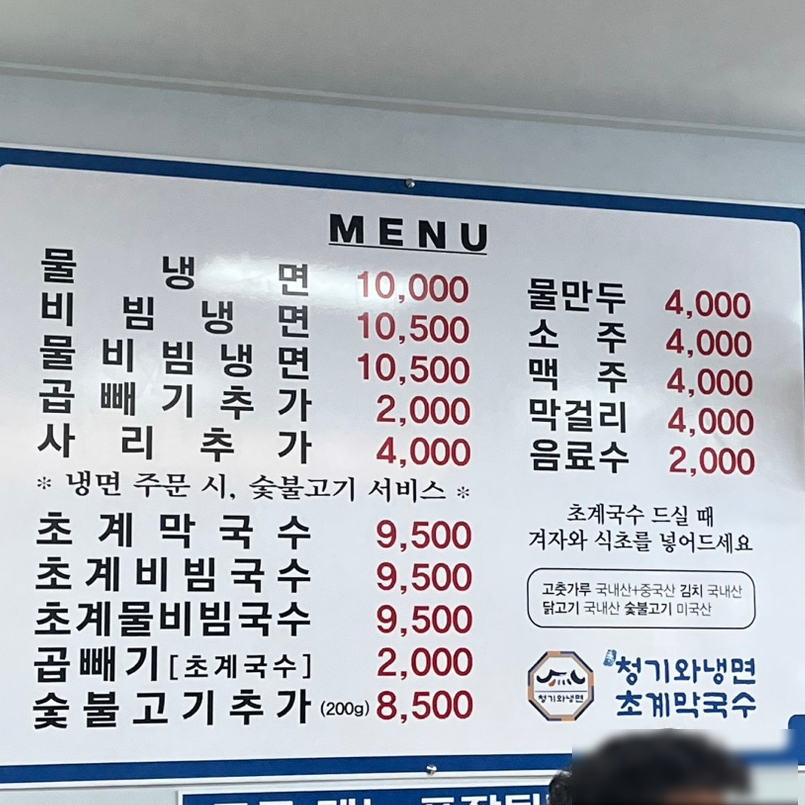 MENU
물냉면 10,000
비빔냉면 10,500
물비빔냉면 10,500
곱빼기추가 2,000
사리추가 4,000
* 냉면 주문 시, 숯불고기 서비스 *
초계막국수 9,500
초계비빔국수 9,500
초계물비빔국수 9,500
곱빼기[초계국수] 2,000
숯불고기추가(200g) 8,500
물만두 4,000
소주 4,000
맥주 4,000
막걸리 4,000
음료수 2,000
초계국수 드실 때
겨자와 식초를 넣어드세요
고춧가루 국내산+중국산 김치 국내산
닭고기 국내산 숯불고기 미국산
청기와냉면
청기와냉면
초계막국수